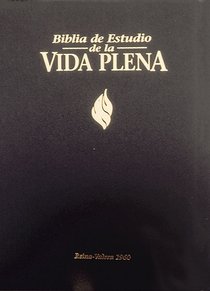 Biblia de Estudio
de la
VIDA PLENA
Reina-Valera 1960